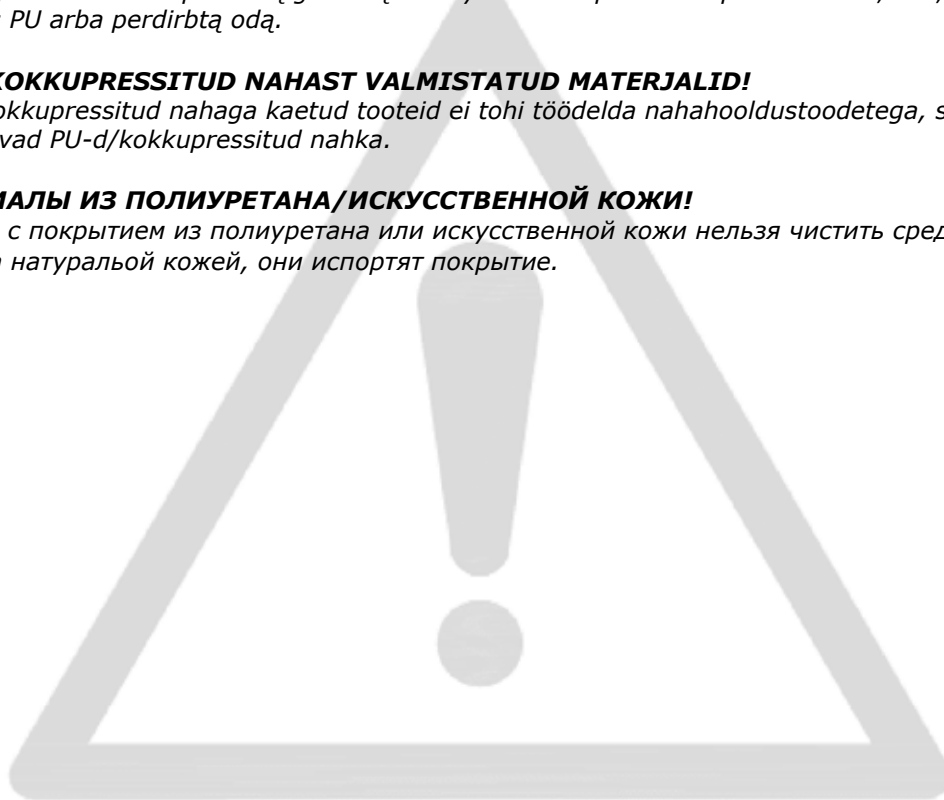 PU arba perdirbtą odą.
KOKKUPRESSITUD NAHAST VALMISTATUD MATERJALID!
okkupressitud nahaga kaetud tooteid ei tohi töödelda nahahooldustoodetega, s
vad PU-d/kokkupressitud nahka.
ИАЛЫ ИЗ ПОЛИУРЕТАНА/ИСКУССТВЕННОЙ КОЖИ!
с покрытием из полиуретана или искусственной кожи нельзя чистить сред
натуральой кожей, они испортят покрытие.